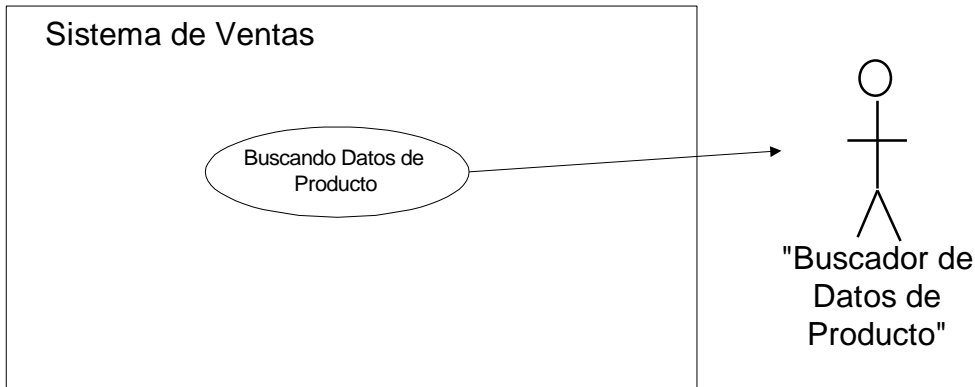 Sistema de Ventas
Buscando Datos de
Producto
"Buscador de
Datos de
Producto"